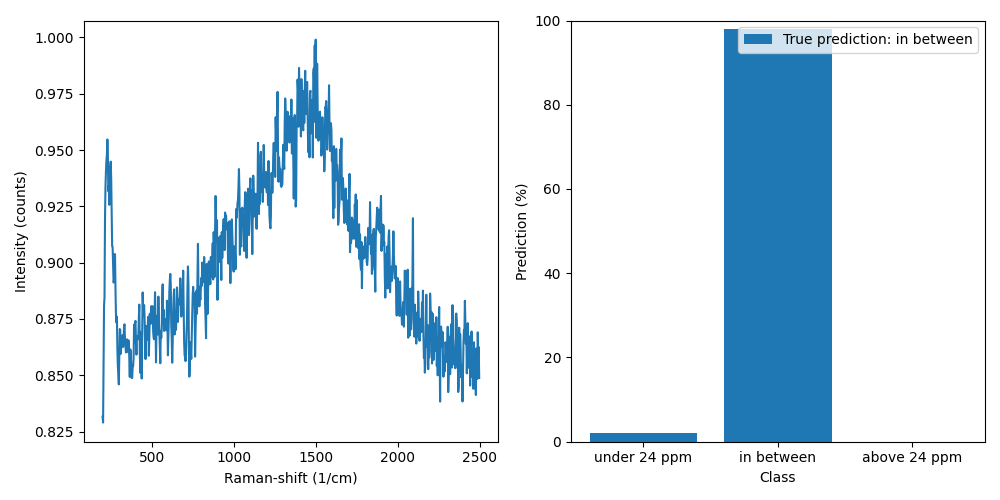 1.000
0.975
0.950
0.925
0.900
0.875
0.850
0.825
Intensity (counts)
500 1000 1500 2000 2500
Raman-shift (1/cm)
100
80
60
40
20
0
Prediction (%)
True prediction: in between
under 24 ppm in between above 24 ppm
Class